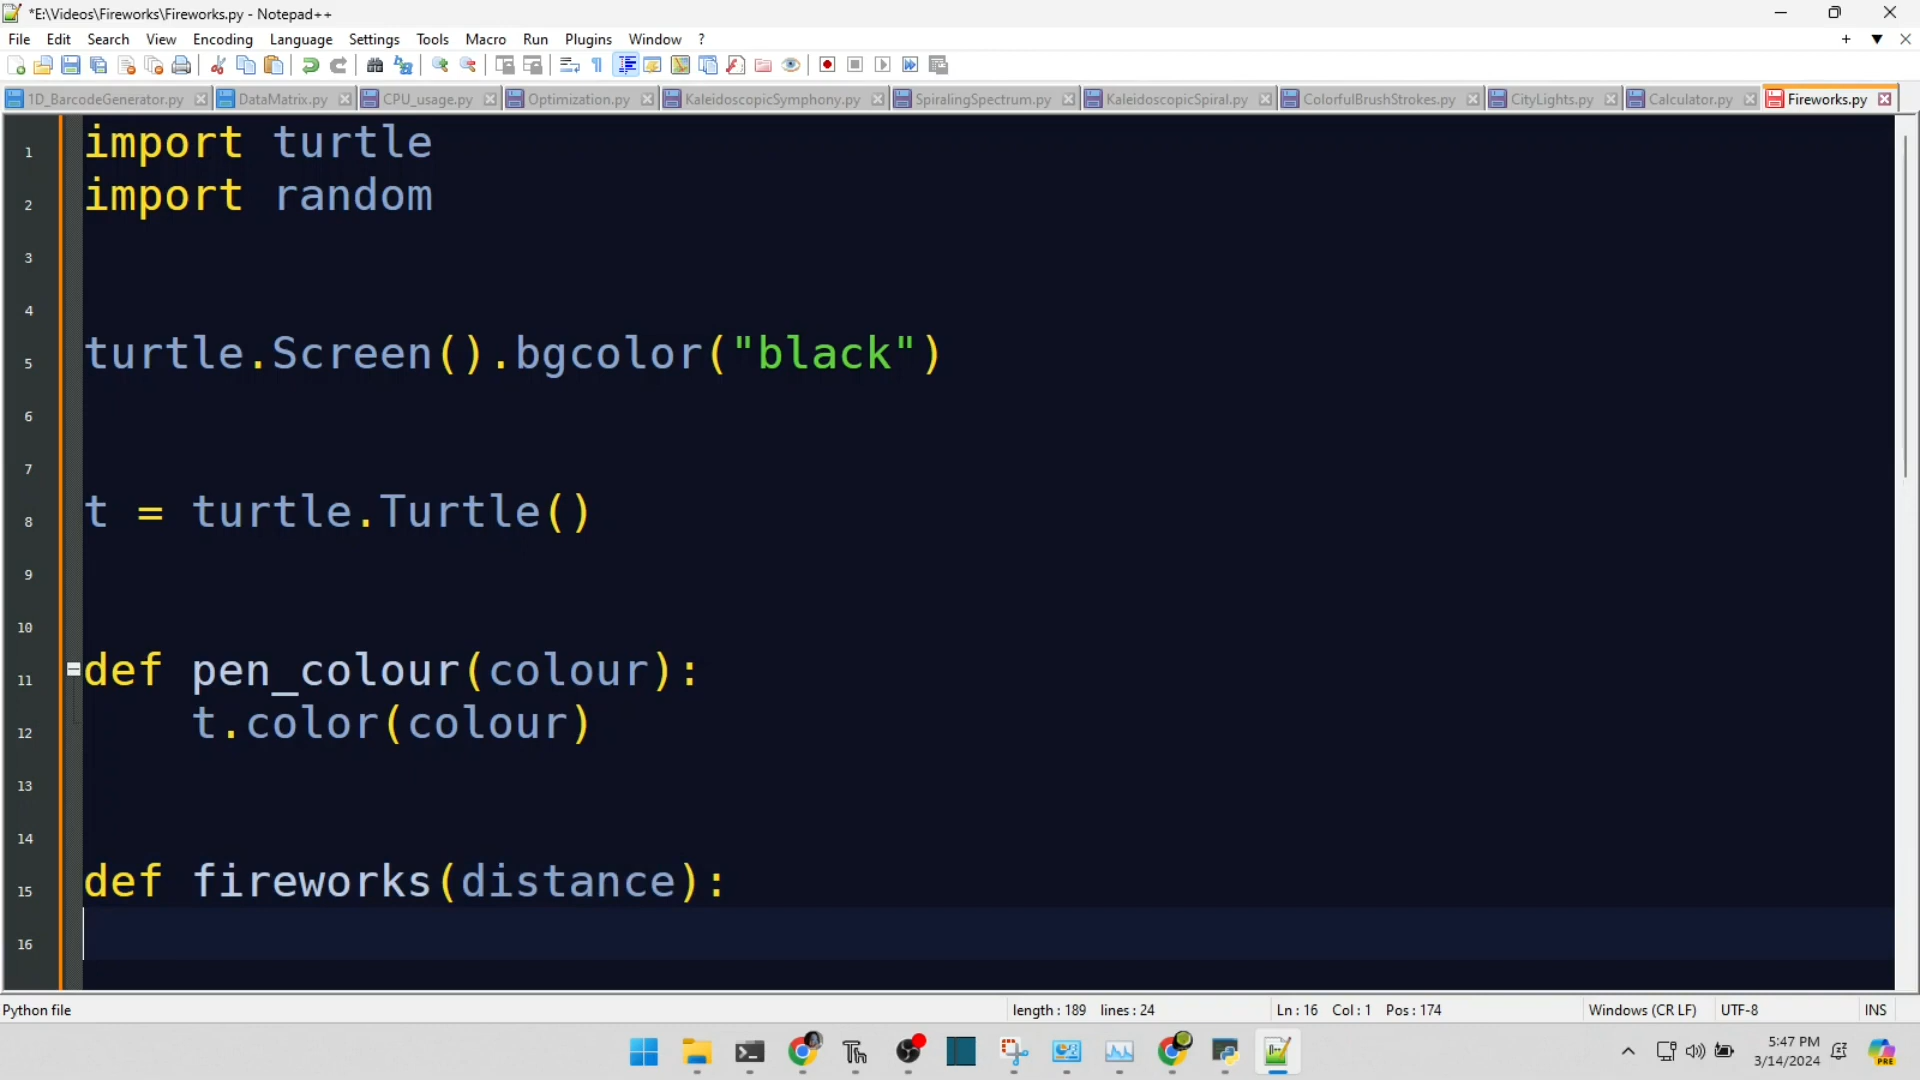 *E:\Videos\Fireworks\Fireworks.py - Notepad++
File Edit Search View Encoding Language Settings Tools Macro Run Plugins Window ?
1D_BarcodeGenerator.py DataMatrix.py CPU_usage.py Optimization.py KaleidoscopicSymphony.py SpiralingSpectrum.py KaleidoscopicSpiral.py ColorfulBrushStrokes.py CityLights.py Calculator.py Fireworks.py
1 import turtle
2 import random
3
4
5 turtle.Screen().bgcolor("black")
6
7
8 t = turtle.Turtle()
9
10
11 def pen_colour(colour):
12     t.color(colour)
13
14
15 def fireworks(distance):
16
Python file length : 189 lines : 24 Ln : 16 Col : 1 Pos : 174 Windows (CR LF) UTF-8 INS
5:47 PM
3/14/2024
PRE